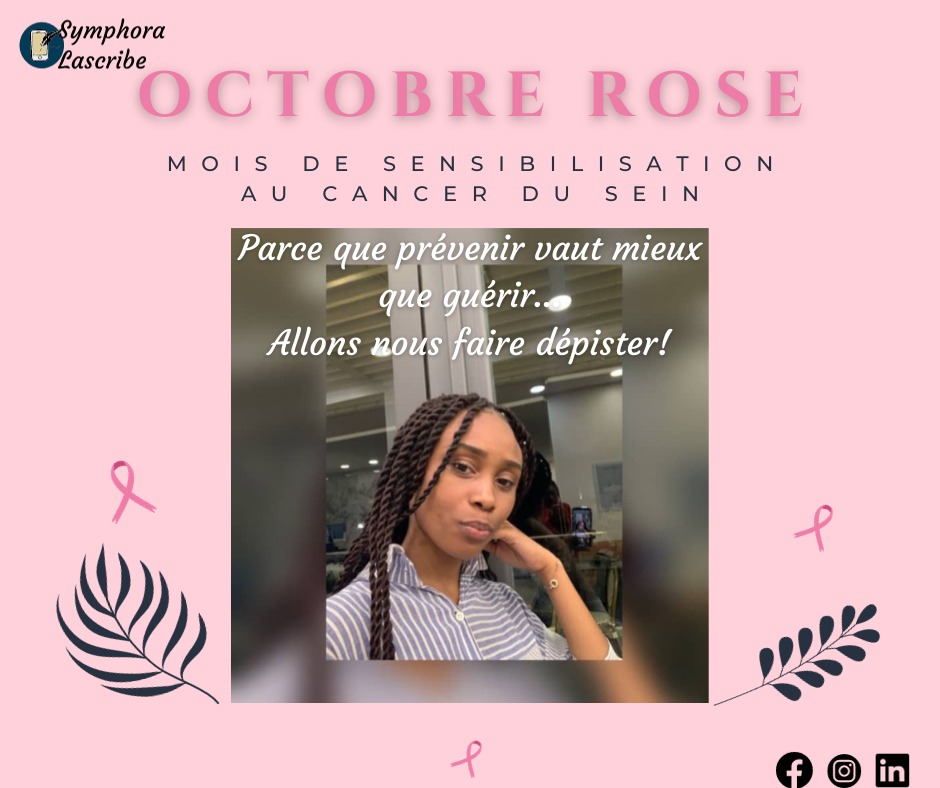 Symphora
Lascribe
OCTOBRE ROSE
MOIS DE SENSIBILISATION
AU CANCER DU SEIN
Parce que prévenir vaut mieux
que guérir...
Allons nous faire dépister!